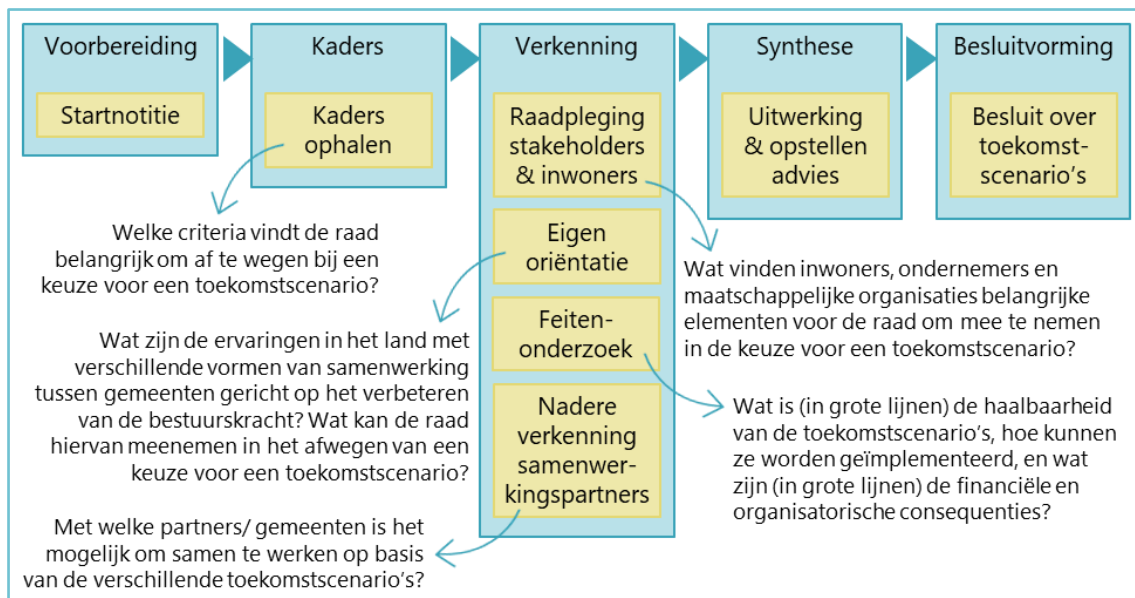 Voorbereiding
Startnotitie
Kaders
Kaders
ophalen
Verkenning
Raadpleging
stakeholders
& inwoners
Eigen
oriëntatie
Feiten-
onderzoek
Nadere
verkenning
samenwer-
kingspartners
Synthese
Uitwerking
& opstellen
advies
Besluitvorming
Besluit over
toekomst-
scenario's
Welke criteria vindt de raad
belangrijk om af te wegen bij een
keuze voor een toekomstscenario?
Wat zijn de ervaringen in het land met
verschillende vormen van samenwerking
tussen gemeenten gericht op het verbeteren
van de bestuurskracht? Wat kan de raad
hiervan meenemen in het afwegen van een
keuze voor een toekomstscenario?
Met welke partners/ gemeenten is het
mogelijk om samen te werken op basis
van de verschillende toekomstscenario's?
Wat vinden inwoners, ondernemers en
maatschappelijke organisaties belangrijke
elementen voor de raad om mee te nemen
in de keuze voor een toekomstscenario?
Wat is (in grote lijnen) de haalbaarheid
van de toekomstscenario's, hoe kunnen
ze worden geïmplementeerd, en wat
zijn (in grote lijnen) de financiële en
organisatorische consequenties?